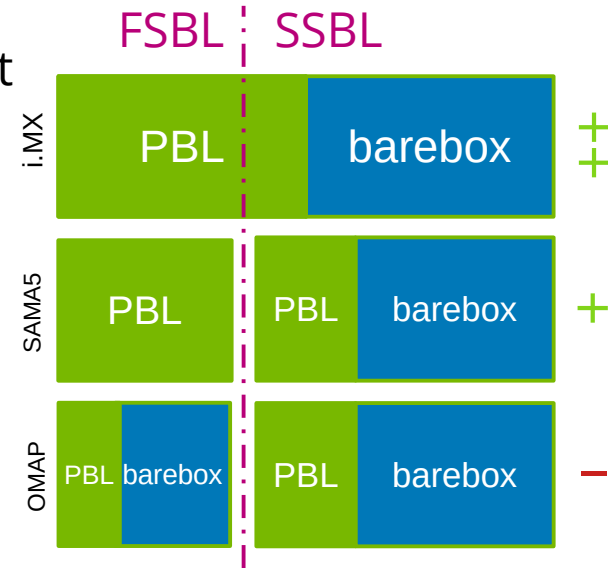 FSBL SSBL
t
i.MX PBL barebox ++
SAMA5 PBL PBL barebox +
OMAP PBL barebox PBL barebox −